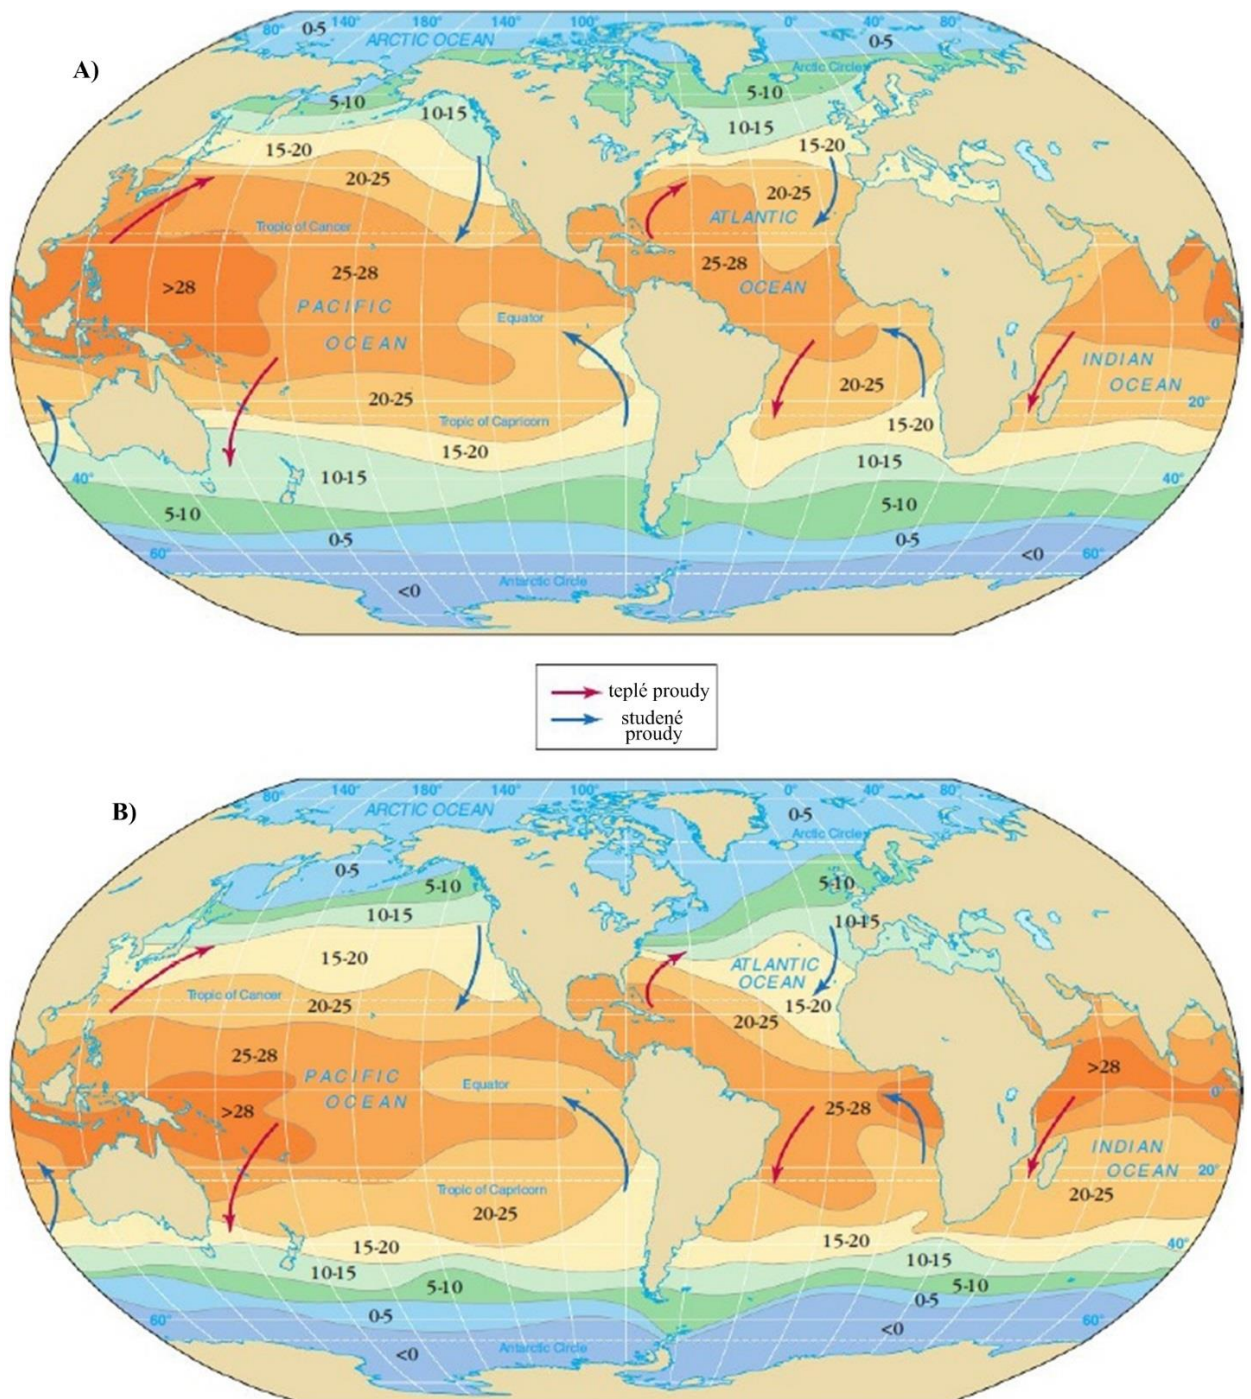 80° 140° 180° 140° 100° 0° 40° 80°
0-5
ARCTIC OCEAN
0-5
A)
Arctic Circle
5-10
5-10
10-15
10-15
15-20
15-20
20-25
20-25
ATLANTIC
Tropic of Cancer
>28
25-28
25-28
PACIFIC
OCEAN
Equator
0°
OCEAN
INDIAN
OCEAN
20-25
20-25
20°
Tropic of Capricorn
15-20
15-20
10-15
10-15
40°
40°
5-10
5-10
0-5
0-5
60°
<0
60°
Antarctic Circle
<0
teplé proudy
studené
proudy
80° 140° 180° 140° 100° 0° 40° 80°
ARCTIC OCEAN
0-5
B)
Arctic Circle
0-5
5-10
5-10
10-15
10-15
15-20
ATLANTIC
OCEAN
Tropic of Cancer
20-25
15-20
20-25
25-28
PACIFIC
OCEAN
>28
Equator
0°
>28
25-28
INDIAN
OCEAN
20°
Tropic of Capricorn
20-25
20-25
15-20
15-20
40°
10-15
10-15
5-10
5-10
0-5
0-5
60°
60°
<0
<0
Antarctic Circle